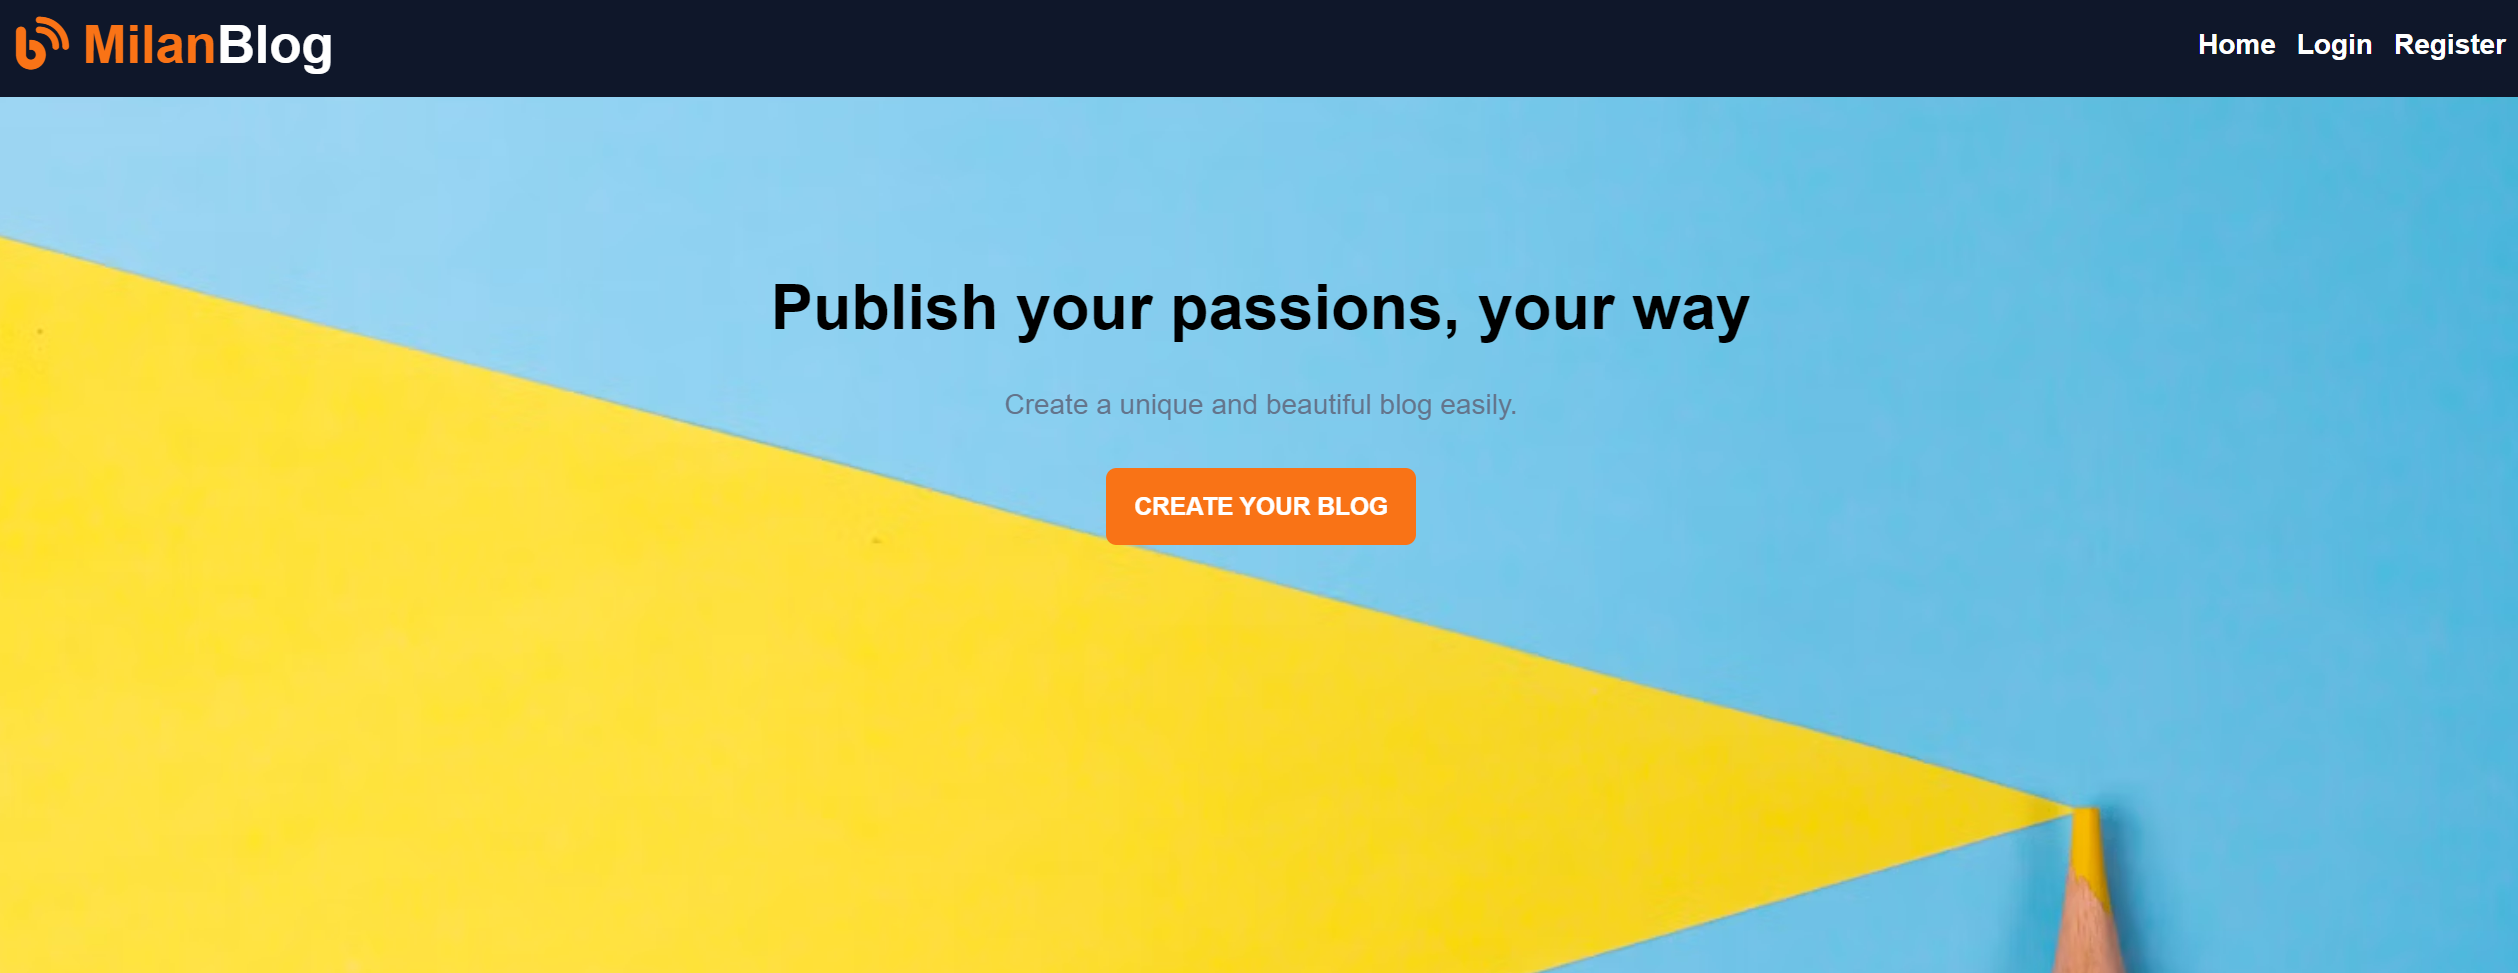 MilanBlog
Home Login Register
Publish your passions, your way
Create a unique and beautiful blog easily.
CREATE YOUR BLOG